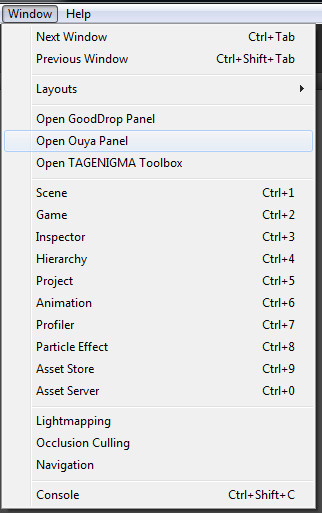 Window Help
Next Window Ctrl+Tab
Previous Window Ctrl+Shift+Tab
Layouts
Open GoodDrop Panel
Open Ouya Panel
Open TAGENIGMA Toolbox
Scene Ctrl+1
Game Ctrl+2
Inspector Ctrl+3
Hierarchy Ctrl+4
Project Ctrl+5
Animation Ctrl+6
Profiler Ctrl+7
Particle Effect Ctrl+8
Asset Store Ctrl+9
Asset Server Ctrl+0
Lightmapping
Occlusion Culling
Navigation
Console Ctrl+Shift+C